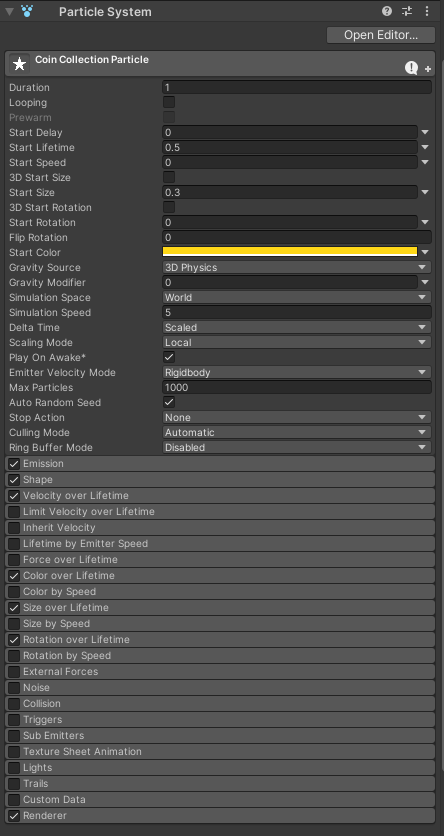 Particle System
Open Editor...
Coin Collection Particle
Duration 1
Looping
Prewarm
Start Delay 0
Start Lifetime 0.5
Start Speed 0
3D Start Size
Start Size 0.3
3D Start Rotation
Start Rotation 0
Flip Rotation 0
Start Color
Gravity Source 3D Physics
Gravity Modifier 0
Simulation Space World
Simulation Speed 5
Delta Time Scaled
Scaling Mode Local
Play On Awake*
Emitter Velocity Mode Rigidbody
Max Particles 1000
Auto Random Seed
Stop Action None
Culling Mode Automatic
Ring Buffer Mode Disabled
Emission
Shape
Velocity over Lifetime
Limit Velocity over Lifetime
Inherit Velocity
Lifetime by Emitter Speed
Force over Lifetime
Color over Lifetime
Color by Speed
Size over Lifetime
Size by Speed
Rotation over Lifetime
Rotation by Speed
External Forces
Noise
Collision
Triggers
Sub Emitters
Texture Sheet Animation
Lights
Trails
Custom Data
Renderer